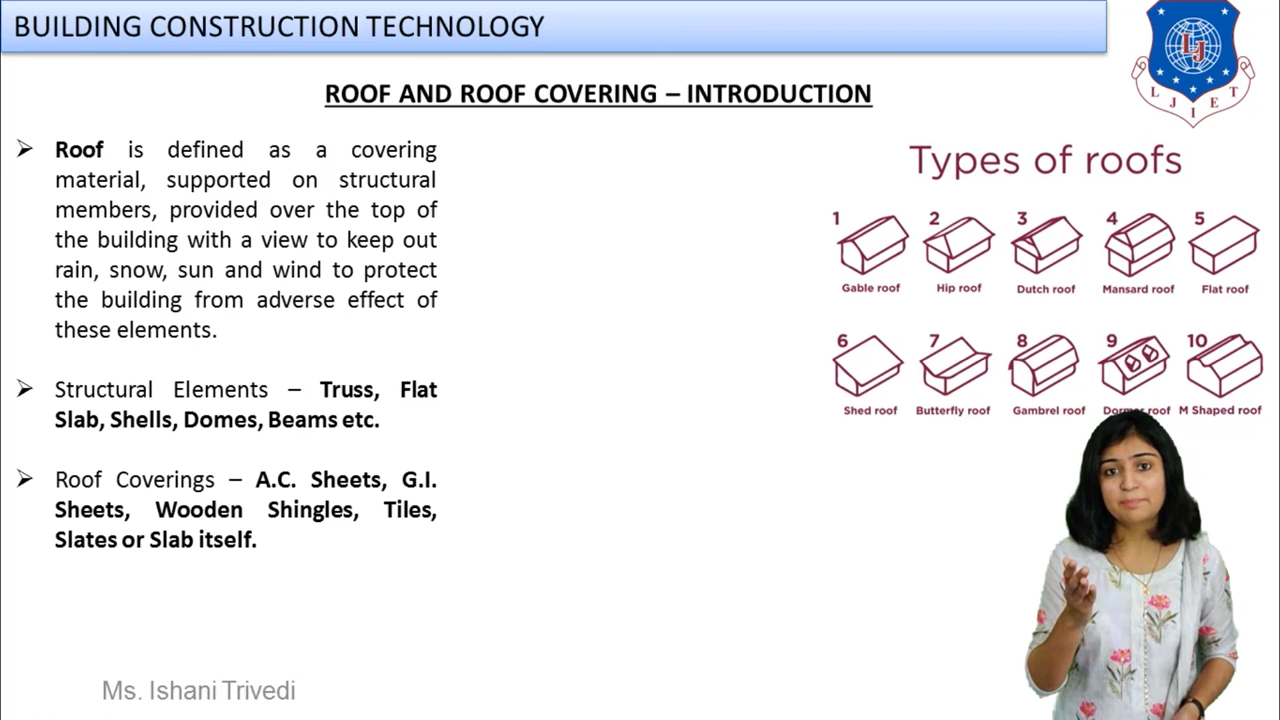 BUILDING CONSTRUCTION TECHNOLOGY
ROOF AND ROOF COVERING – INTRODUCTION
L J I E T
LJ
➢ Roof is defined as a covering
material, supported on structural
members, provided over the top of
the building with a view to keep out
rain, snow, sun and wind to protect
the building from adverse effect of
these elements.
➢ Structural Elements – Truss, Flat
Slab, Shells, Domes, Beams etc.
➢ Roof Coverings – A.C. Sheets, G.I.
Sheets, Wooden Shingles, Tiles,
Slates or Slab itself.
Types of roofs
1 2 3 4 5
Gable roof Hip roof Dutch roof Mansard roof Flat roof
6 7 8 9 10
Shed roof Butterfly roof Gambrel roof Dormer roof M Shaped roof
Ms. Ishani Trivedi